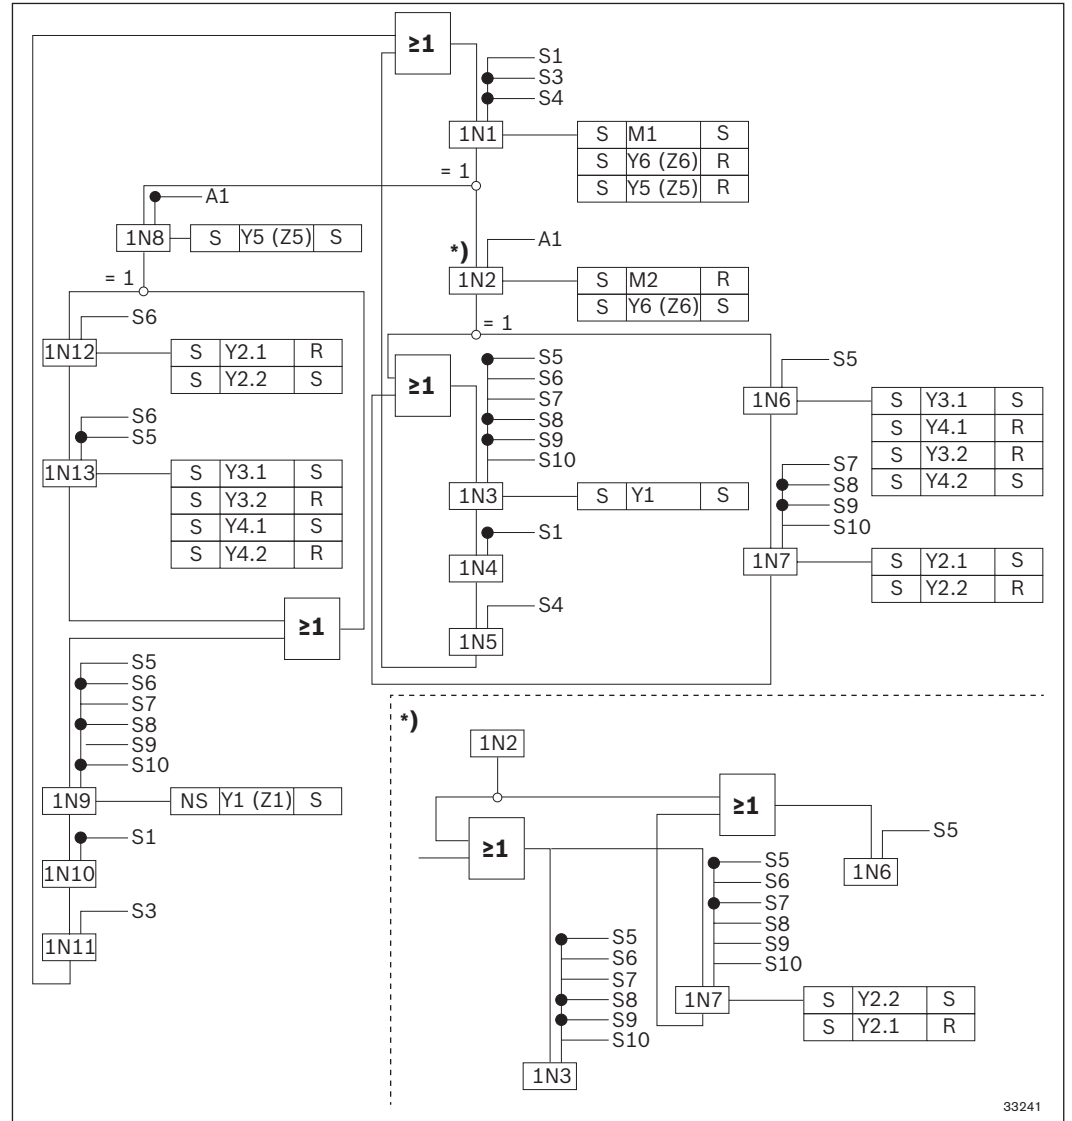 ≥1
S1
S3
S4
1N1
S M1 S
S Y6 (Z6) R
S Y5 (Z5) R
= 1
A1
1N8
S Y5 (Z5) S
= 1
*)
A1
1N2
S M2 R
S Y6 (Z6) S
= 1
S6
1N12
S Y2.1 R
S Y2.2 S
S6
S5
1N13
S Y3.1 S
S Y3.2 R
S Y4.1 S
S Y4.2 R
≥1
≥1
S5
S6
S7
S8
S9
S10
1N3
S Y1 S
S1
1N4
S4
1N5
S5
1N6
S Y3.1 S
S Y4.1 R
S Y3.2 R
S Y4.2 S
S7
S8
S9
S10
1N7
S Y2.1 S
S Y2.2 R
S5
S6
S7
S8
S9
S10
1N9
NS Y1 (Z1) S
S1
1N10
S3
1N11
*)
1N2
≥1
≥1
S5
1N6
S5
S6
S7
S8
S9
S10
1N7
S Y2.2 S
S Y2.1 R
S5
S6
S7
S8
S9
S10
1N3
33241